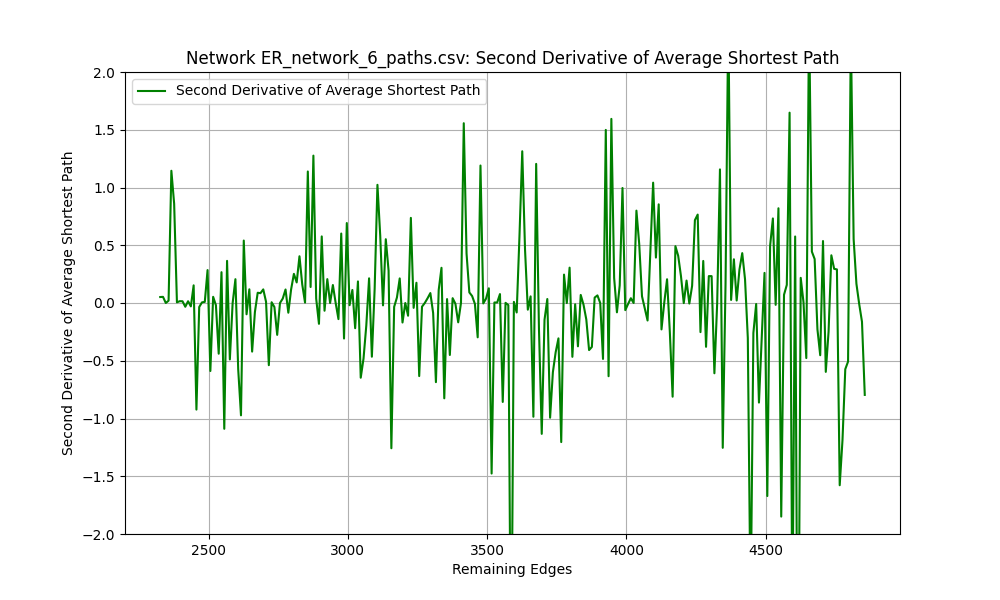 Network ER_network_6_paths.csv: Second Derivative of Average Shortest Path
Second Derivative of Average Shortest Path
Second Derivative of Average Shortest Path
2.0
1.5
1.0
0.5
0.0
−0.5
−1.0
−1.5
−2.0
2500 3000 3500 4000 4500
Remaining Edges